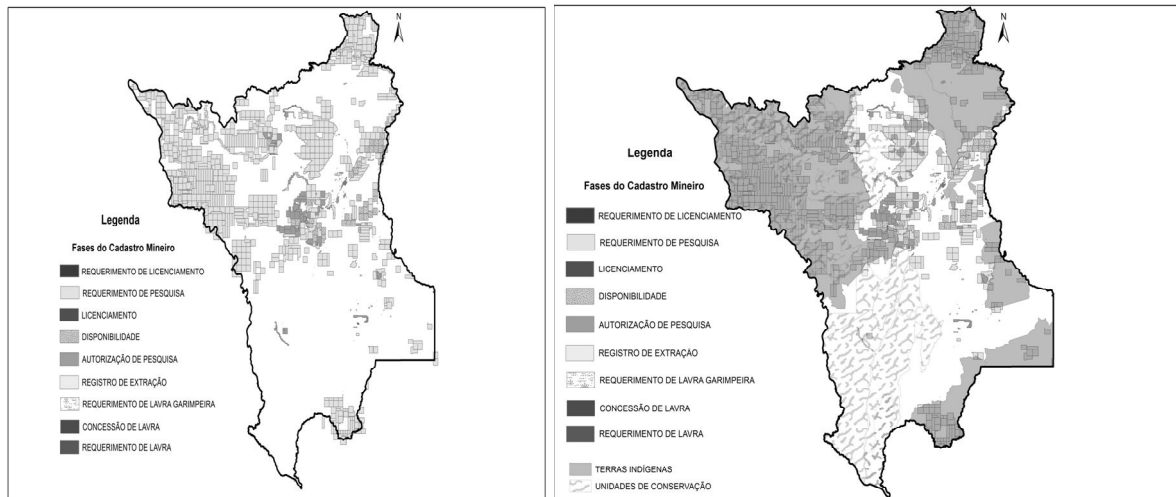 N
Legenda
Fases do Cadastro Mineiro
REQUERIMENTO DE LICENCIAMENTO
REQUERIMENTO DE PESQUISA
LICENCIAMENTO
DISPONIBILIDADE
AUTORIZAÇÃO DE PESQUISA
REGISTRO DE EXTRAÇÃO
REQUERIMENTO DE LAVRA GARIMPEIRA
CONCESSÃO DE LAVRA
REQUERIMENTO DE LAVRA
N
Legenda
Fases do Cadastro Mineiro
REQUERIMENTO DE LICENCIAMENTO
REQUERIMENTO DE PESQUISA
LICENCIAMENTO
DISPONIBILIDADE
AUTORIZAÇÃO DE PESQUISA
REGISTRO DE EXTRAÇÃO
REQUERIMENTO DE LAVRA GARIMPEIRA
CONCESSÃO DE LAVRA
REQUERIMENTO DE LAVRA
TERRAS INDÍGENAS
UNIDADES DE CONSERVAÇÃO